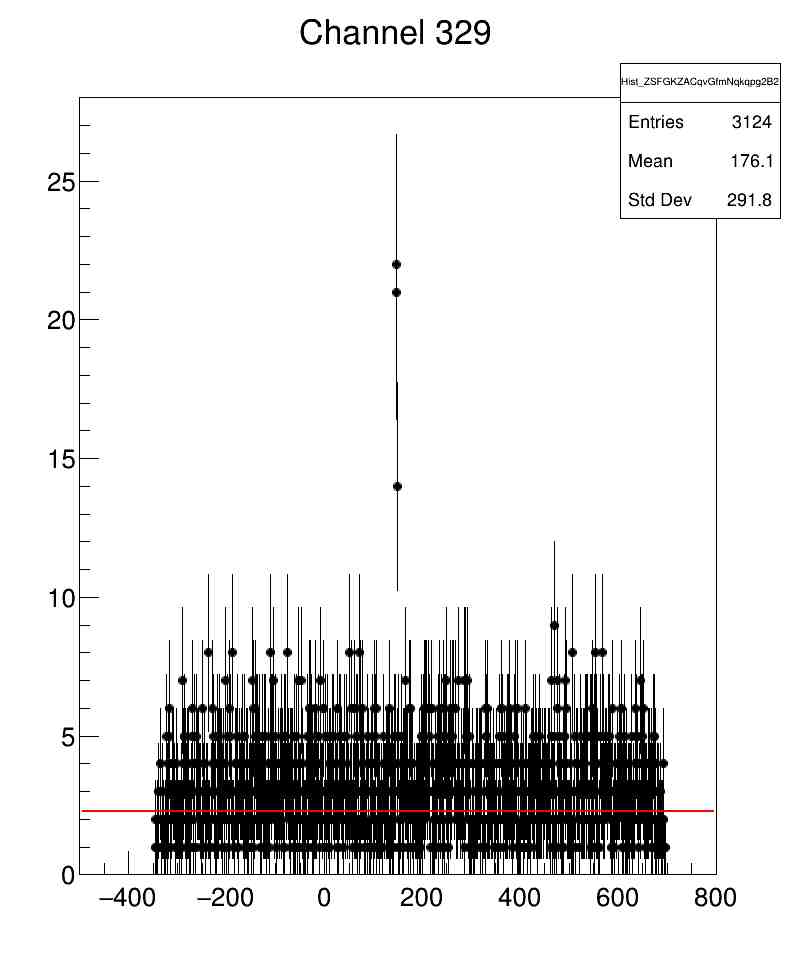 Channel 329
Hist_ZSFGKZACqvGfmNqkqpg2B2
Entries 3124
Mean 176.1
Std Dev 291.8
25
20
15
10
5
0
−400 −200 0 200 400 600 800